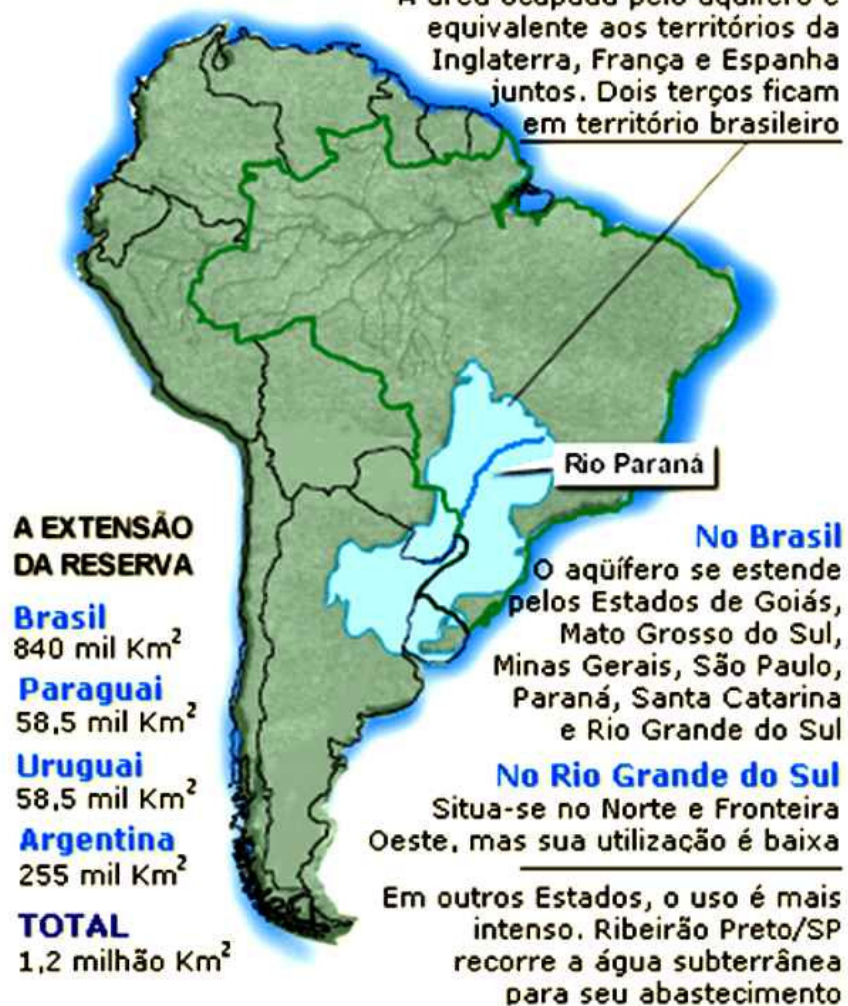 A área ocupada pelo aqüífero é
equivalente aos territórios da
Inglaterra, França e Espanha
juntos. Dois terços ficam
em território brasileiro
Rio Paraná
A EXTENSÃO
DA RESERVA
Brasil
840 mil Km²
Paraguai
58,5 mil Km²
Uruguai
58,5 mil Km²
Argentina
255 mil Km²
TOTAL
1,2 milhão Km²
No Brasil
O aqüífero se estende
pelos Estados de Goiás,
Mato Grosso do Sul,
Minas Gerais, São Paulo,
Paraná, Santa Catarina
e Rio Grande do Sul
No Rio Grande do Sul
Situa-se no Norte e Fronteira
Oeste, mas sua utilização é baixa
Em outros Estados, o uso é mais
intenso. Ribeirão Preto/SP
recorre a água subterrânea
para seu abastecimento